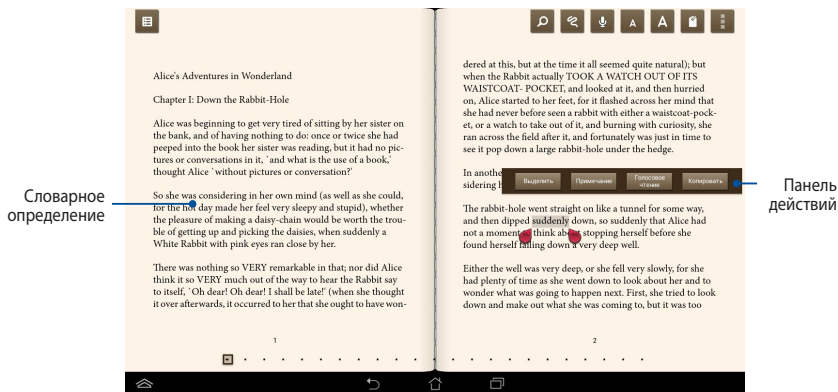 A
A
Alice's Adventures in Wonderland
Chapter I: Down the Rabbit-Hole
Alice was beginning to get very tired of sitting by her sister on
the bank, and of having nothing to do: once or twice she had
peeped into the book her sister was reading, but it had no pic-
tures or conversations in it, `and what is the use of a book,'
thought Alice `without pictures or conversation?'
So she was considering in her own mind (as well as she could,
for the hot day made her feel very sleepy and stupid), whether
the pleasure of making a daisy-chain would be worth the trou-
ble of getting up and picking the daisies, when suddenly a
White Rabbit with pink eyes ran close by her.
There was nothing so VERY remarkable in that; nor did Alice
think it so VERY much out of the way to hear the Rabbit say
to itself, `Oh dear! Oh dear! I shall be late!' (when she thought
it over afterwards, it occurred to her that she ought to have won-
1
dered at this, but at the time it all seemed quite natural); but
when the Rabbit actually TOOK A WATCH OUT OF ITS
WAISTCOAT- POCKET, and looked at it, and then hurried
on, Alice started to her feet, for it flashed across her mind that
she had never before seen a rabbit with either a waistcoat-pock-
et, or a watch to take out of it, and burning with curiosity, she
ran across the field after it, and fortunately was just in time to
see it pop down a large rabbit-hole under the hedge.
In anothe
sidering h
Выделить
Примечание
Голосовое
чтение
Копировать
The rabbit-hole went straight on like a tunnel for some way,
and then dipped suddenly down, so suddenly that Alice had
not a moment to think about stopping herself before she
found herself falling down a very deep well.
Either the well was very deep, or she fell very slowly, for she
had plenty of time as she went down to look about her and to
wonder what was going to happen next. First, she tried to look
down and make out what she was coming to, but it was too
2
Словарное
определение
Панель
действий